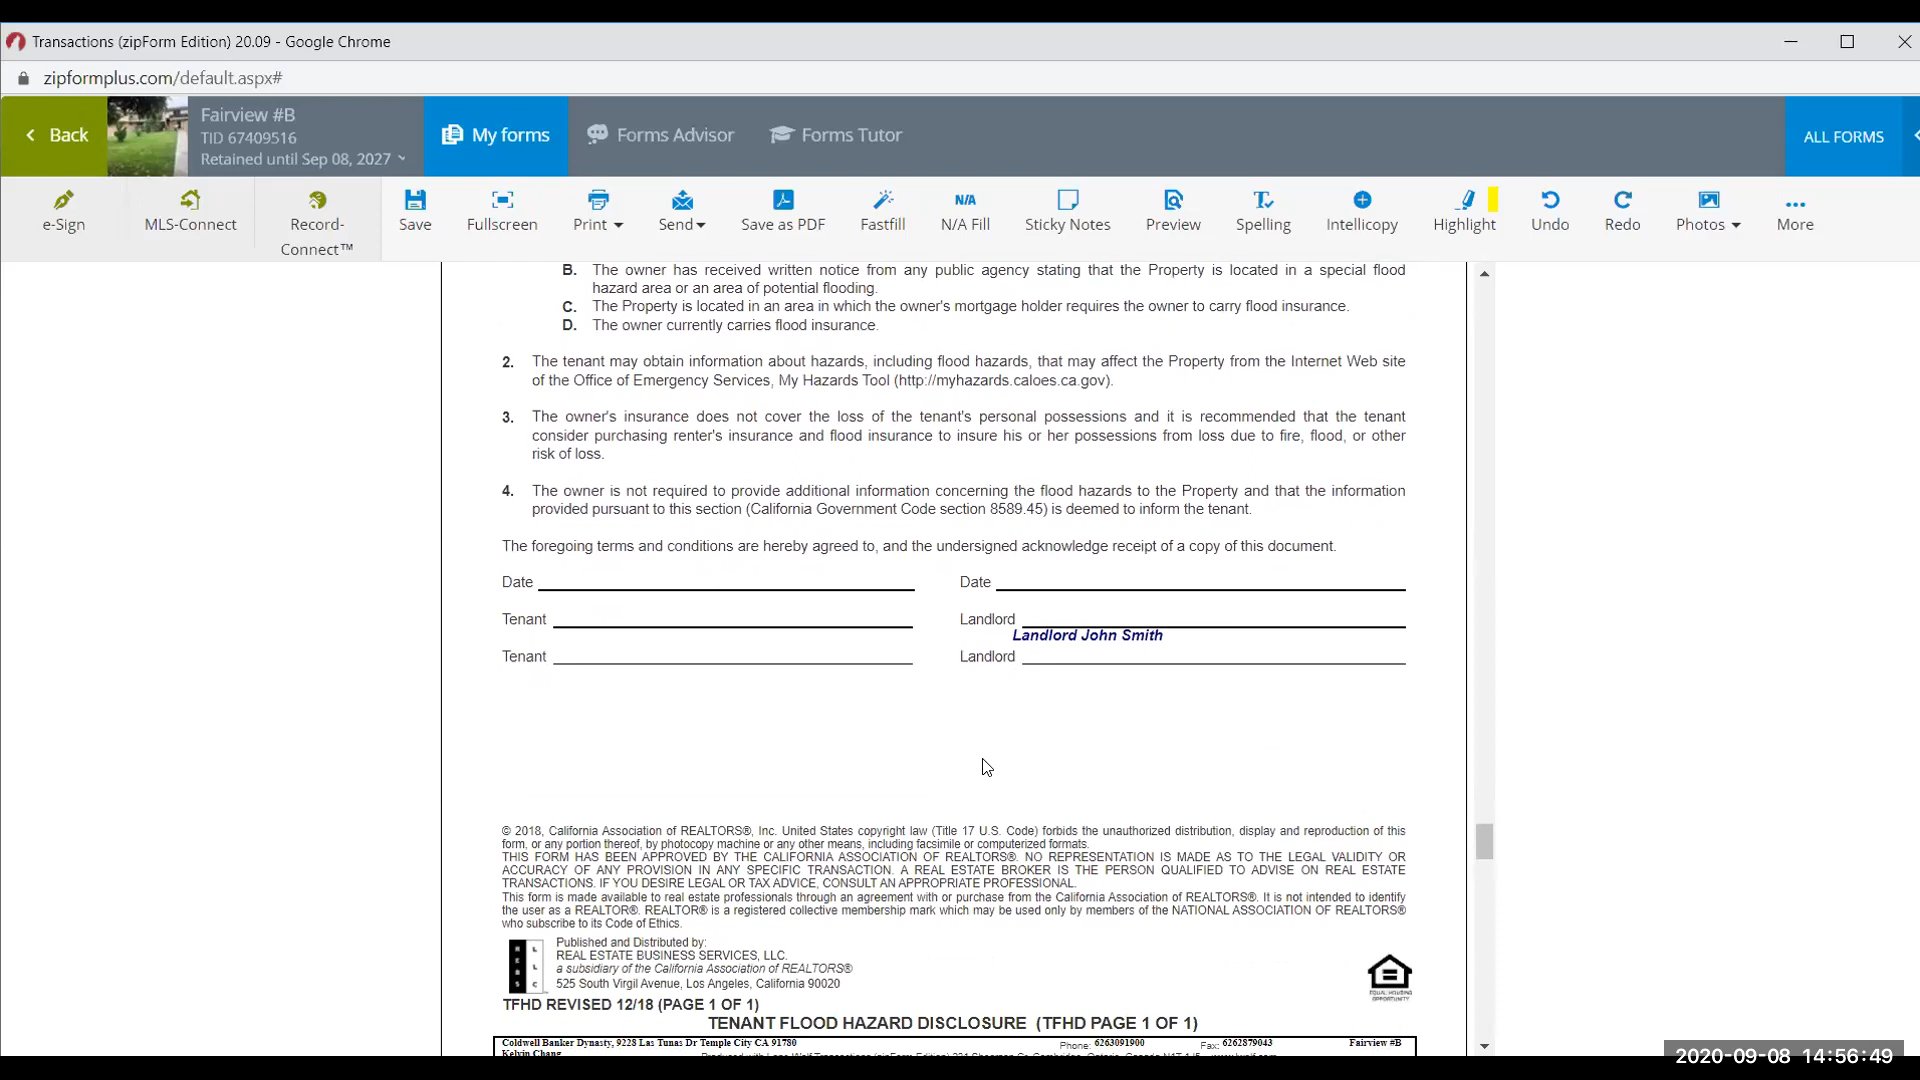 Transactions (zipForm Edition) 20.09 - Google Chrome
zipformplus.com/default.aspx#
Back
Fairview #B
TID 67409516
Retained until Sep 08, 2027
My forms
Forms Advisor
Forms Tutor
ALL FORMS
e-Sign
MLS-Connect
Record-
Connect™
Save
Fullscreen
Print
Send
Save as PDF
Fastfill
N/A
N/A Fill
Sticky Notes
Preview
Spelling
Intellicopy
Highlight
Undo
Redo
Photos
More
B. The owner has received written notice from any public agency stating that the Property is located in a special flood
hazard area or an area of potential flooding.
C. The Property is located in an area in which the owner's mortgage holder requires the owner to carry flood insurance.
D. The owner currently carries flood insurance.
2. The tenant may obtain information about hazards, including flood hazards, that may affect the Property from the Internet Web site
of the Office of Emergency Services, My Hazards Tool (http://myhazards.caloes.ca.gov).
3. The owner's insurance does not cover the loss of the tenant's personal possessions and it is recommended that the tenant
consider purchasing renter's insurance and flood insurance to insure his or her possessions from loss due to fire, flood, or other
risk of loss.
4. The owner is not required to provide additional information concerning the flood hazards to the Property and that the information
provided pursuant to this section (California Government Code section 8589.45) is deemed to inform the tenant.
The foregoing terms and conditions are hereby agreed to, and the undersigned acknowledge receipt of a copy of this document.
Date Date
Tenant Landlord
Landlord John Smith
Tenant Landlord
© 2018, California Association of REALTORS®, Inc. United States copyright law (Title 17 U.S. Code) forbids the unauthorized distribution, display and reproduction of this
form, or any portion thereof, by photocopy machine or any other means, including facsimile or computerized formats.
THIS FORM HAS BEEN APPROVED BY THE CALIFORNIA ASSOCIATION OF REALTORS®. NO REPRESENTATION IS MADE AS TO THE LEGAL VALIDITY OR
ACCURACY OF ANY PROVISION IN ANY SPECIFIC TRANSACTION. A REAL ESTATE BROKER IS THE PERSON QUALIFIED TO ADVISE ON REAL ESTATE
TRANSACTIONS. IF YOU DESIRE LEGAL OR TAX ADVICE, CONSULT AN APPROPRIATE PROFESSIONAL.
This form is made available to real estate professionals through an agreement with or purchase from the California Association of REALTORS®. It is not intended to identify
the user as a REALTOR®. REALTOR® is a registered collective membership mark which may be used only by members of the NATIONAL ASSOCIATION OF REALTORS®
who subscribe to its Code of Ethics.
Published and Distributed by:
REAL ESTATE BUSINESS SERVICES, LLC.
a subsidiary of the California Association of REALTORS®
525 South Virgil Avenue, Los Angeles, California 90020
EQUAL HOUSING
OPPORTUNITY
TFHD REVISED 12/18 (PAGE 1 OF 1)
TENANT FLOOD HAZARD DISCLOSURE (TFHD PAGE 1 OF 1)
Coldwell Banker Dynasty, 9228 Las Tunas Dr Temple City CA 91780 Phone: 6263091900 Fax: 6262879043 Fairview #B
Kelvin Chang
2020-09-08 14:56:49